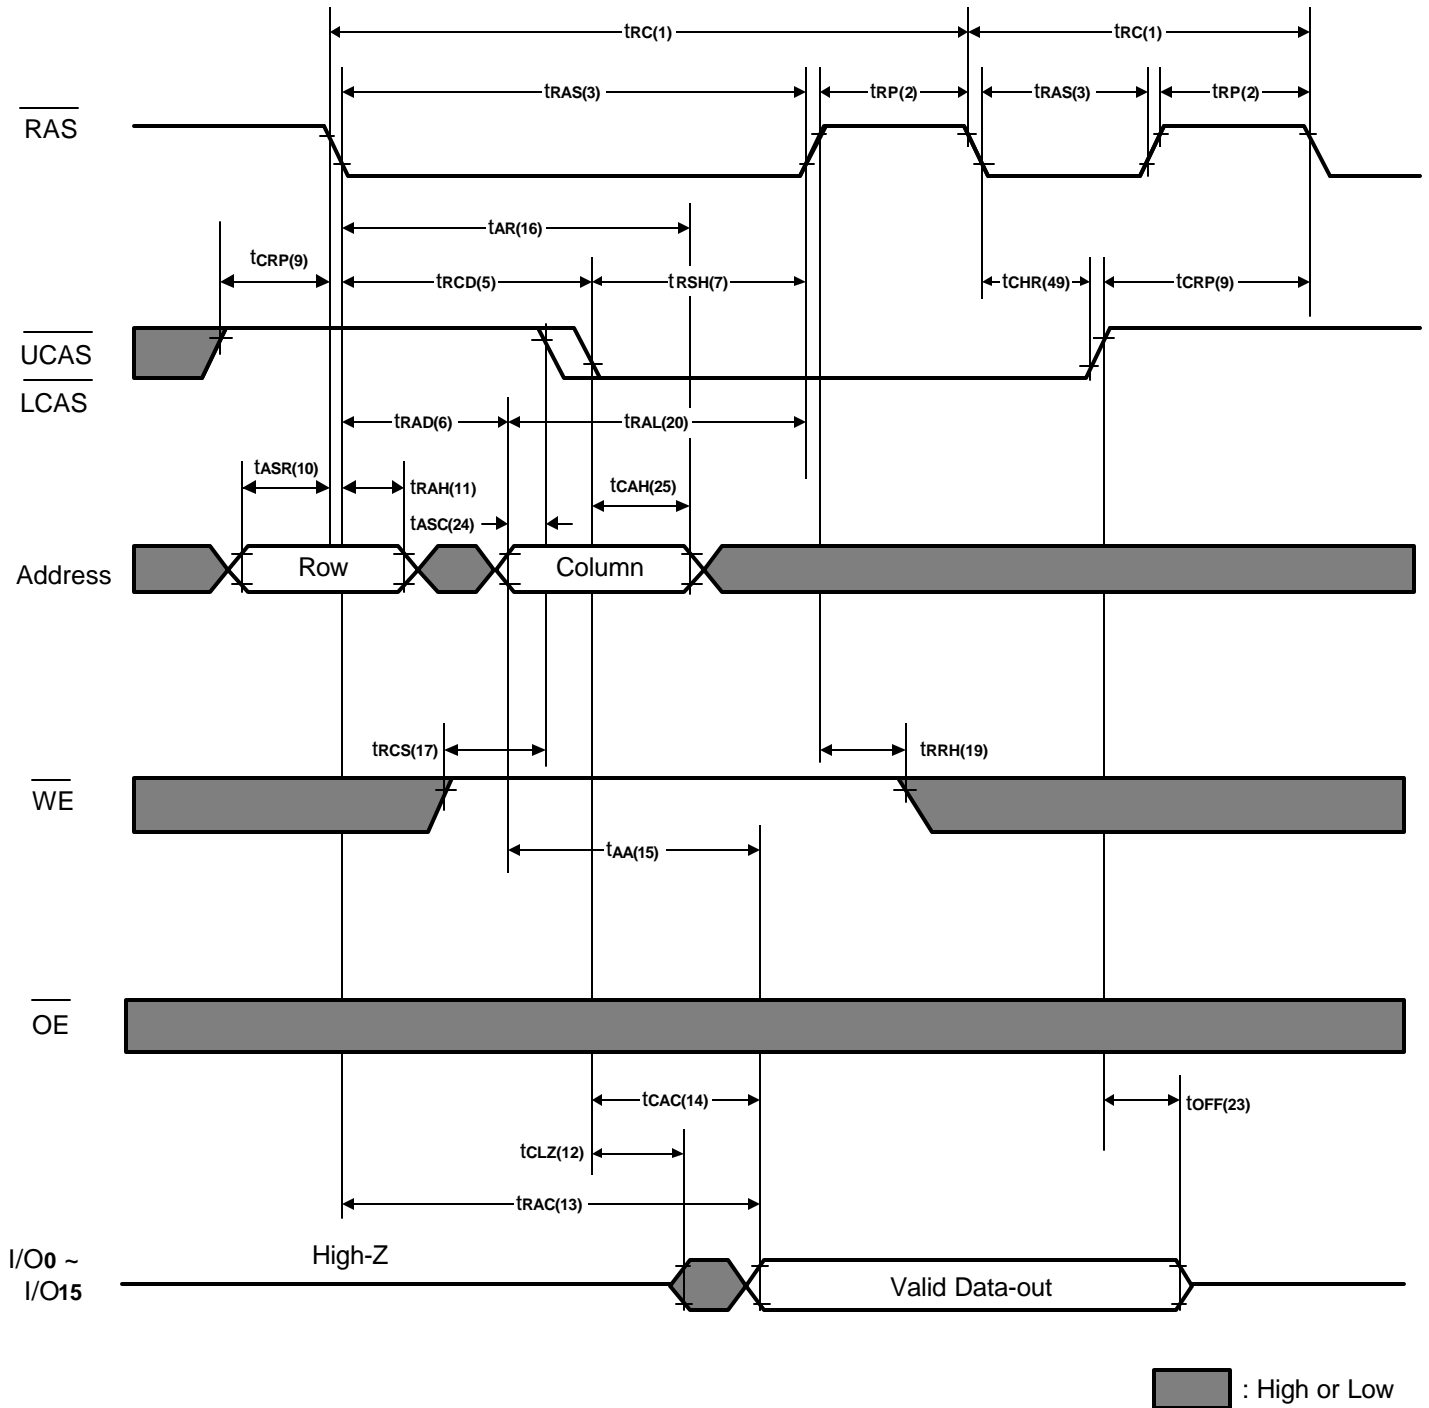 tRC(1) tRC(1)
tRAS(3) tRP(2) tRAS(3) tRP(2)
RAS
tAR(16)
tCRP(9) tRCD(5) tRSH(7) tCHR(49) tCRP(9)
UCAS
LCAS
tRAD(6) tRAL(20)
tASR(10) tRAH(11) tCAH(25)
tASC(24)
Address Row Column
tRCS(17) tRRH(19)
WE
tAA(15)
OE
tCAC(14) tOFF(23)
tCLZ(12)
tRAC(13)
I/O0 ~ High-Z
I/O15 Valid Data-out
: High or Low